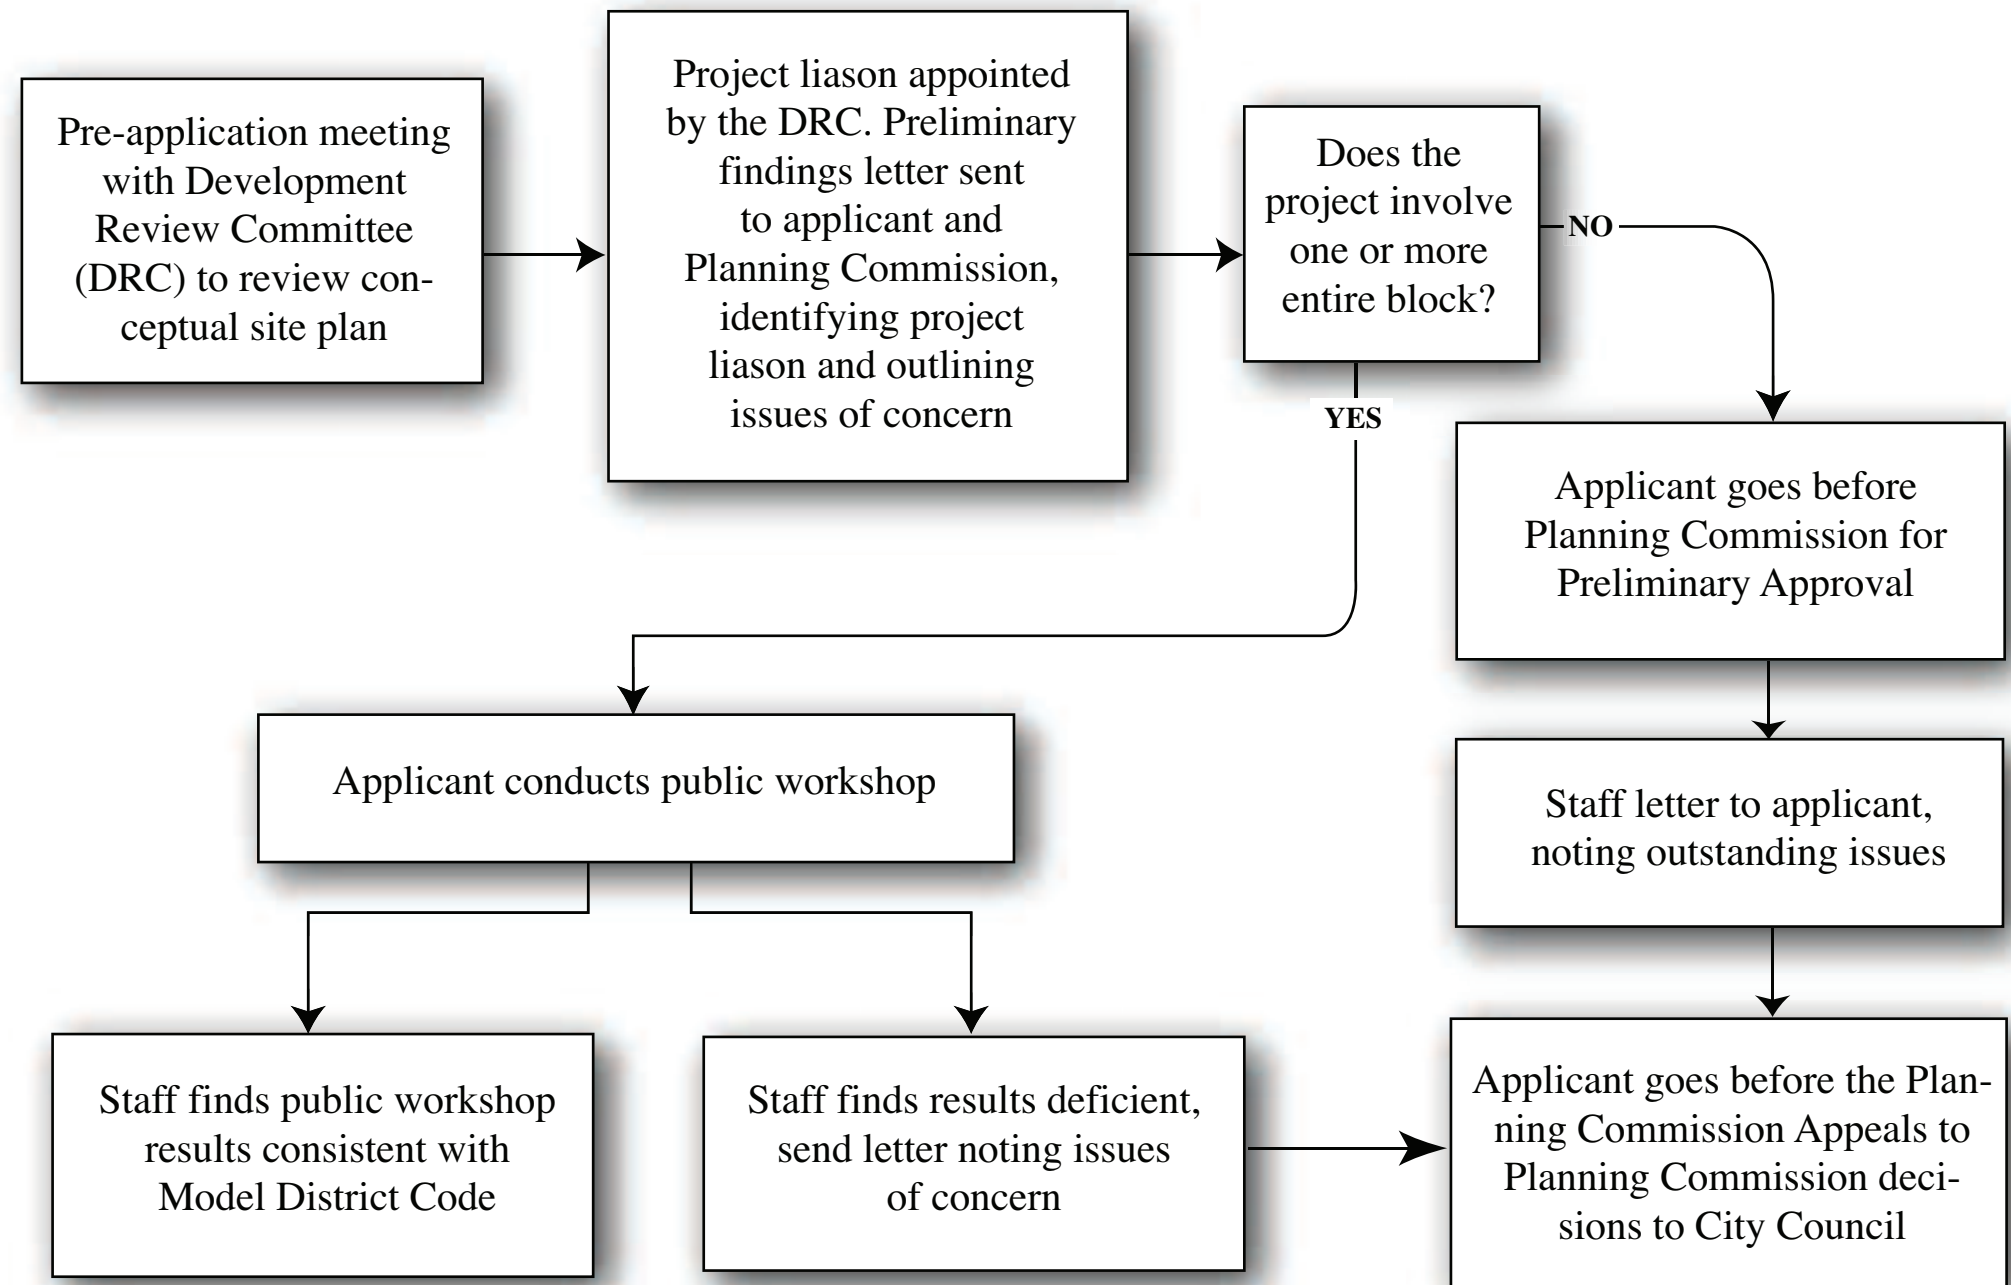 Pre-application meeting
with Development
Review Committee
(DRC) to review con-
ceptual site plan
Project liason appointed
by the DRC. Preliminary
findings letter sent
to applicant and
Planning Commission,
identifying project
liason and outlining
issues of concern
Does the
project involve
one or more
entire block?
NO
YES
Applicant goes before
Planning Commission for
Preliminary Approval
Applicant conducts public workshop
Staff letter to applicant,
noting outstanding issues
Staff finds public workshop
results consistent with
Model District Code
Staff finds results deficient,
send letter noting issues
of concern
Applicant goes before the Plan-
ning Commission Appeals to
Planning Commission deci-
sions to City Council